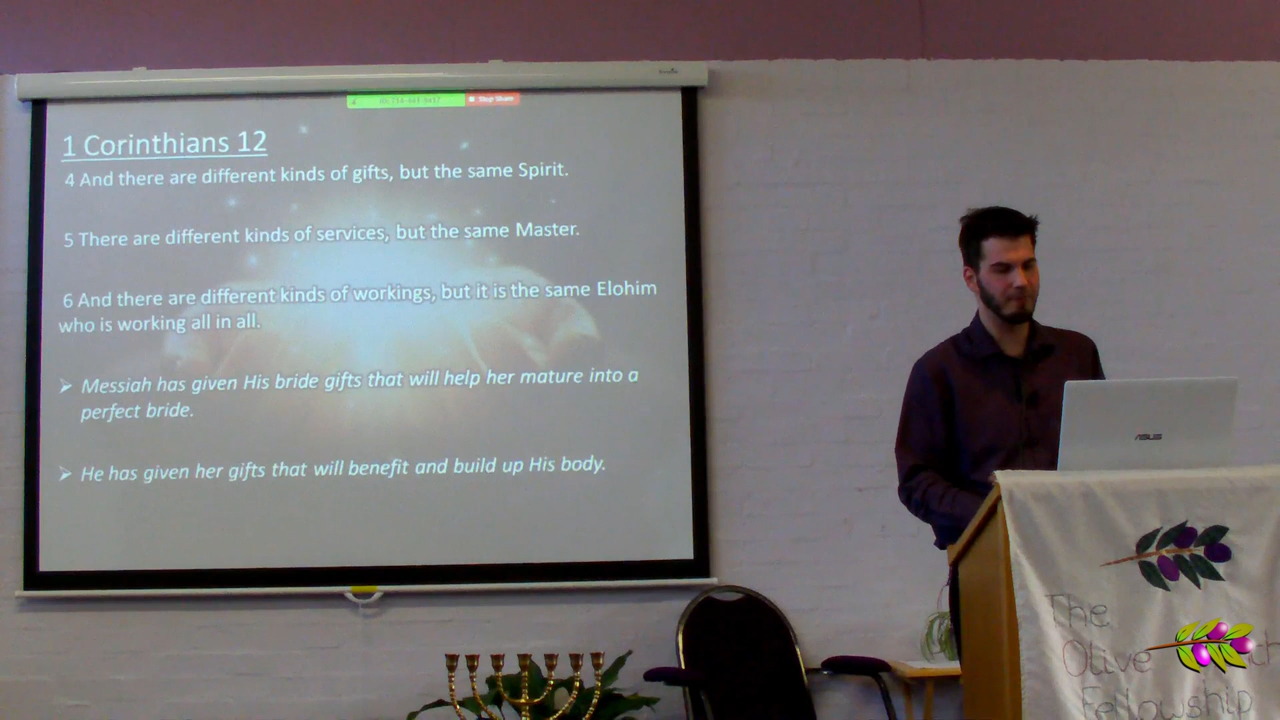 Stop Share
1 Corinthians 12
4 And there are different kinds of gifts, but the same Spirit.
5 There are different kinds of services, but the same Master.
6 And there are different kinds of workings, but it is the same Elohim
who is working all in all.
➢ Messiah has given His bride gifts that will help her mature into a
perfect bride.
➢ He has given her gifts that will benefit and build up His body.
ASUS
The
Olive
Fellowship